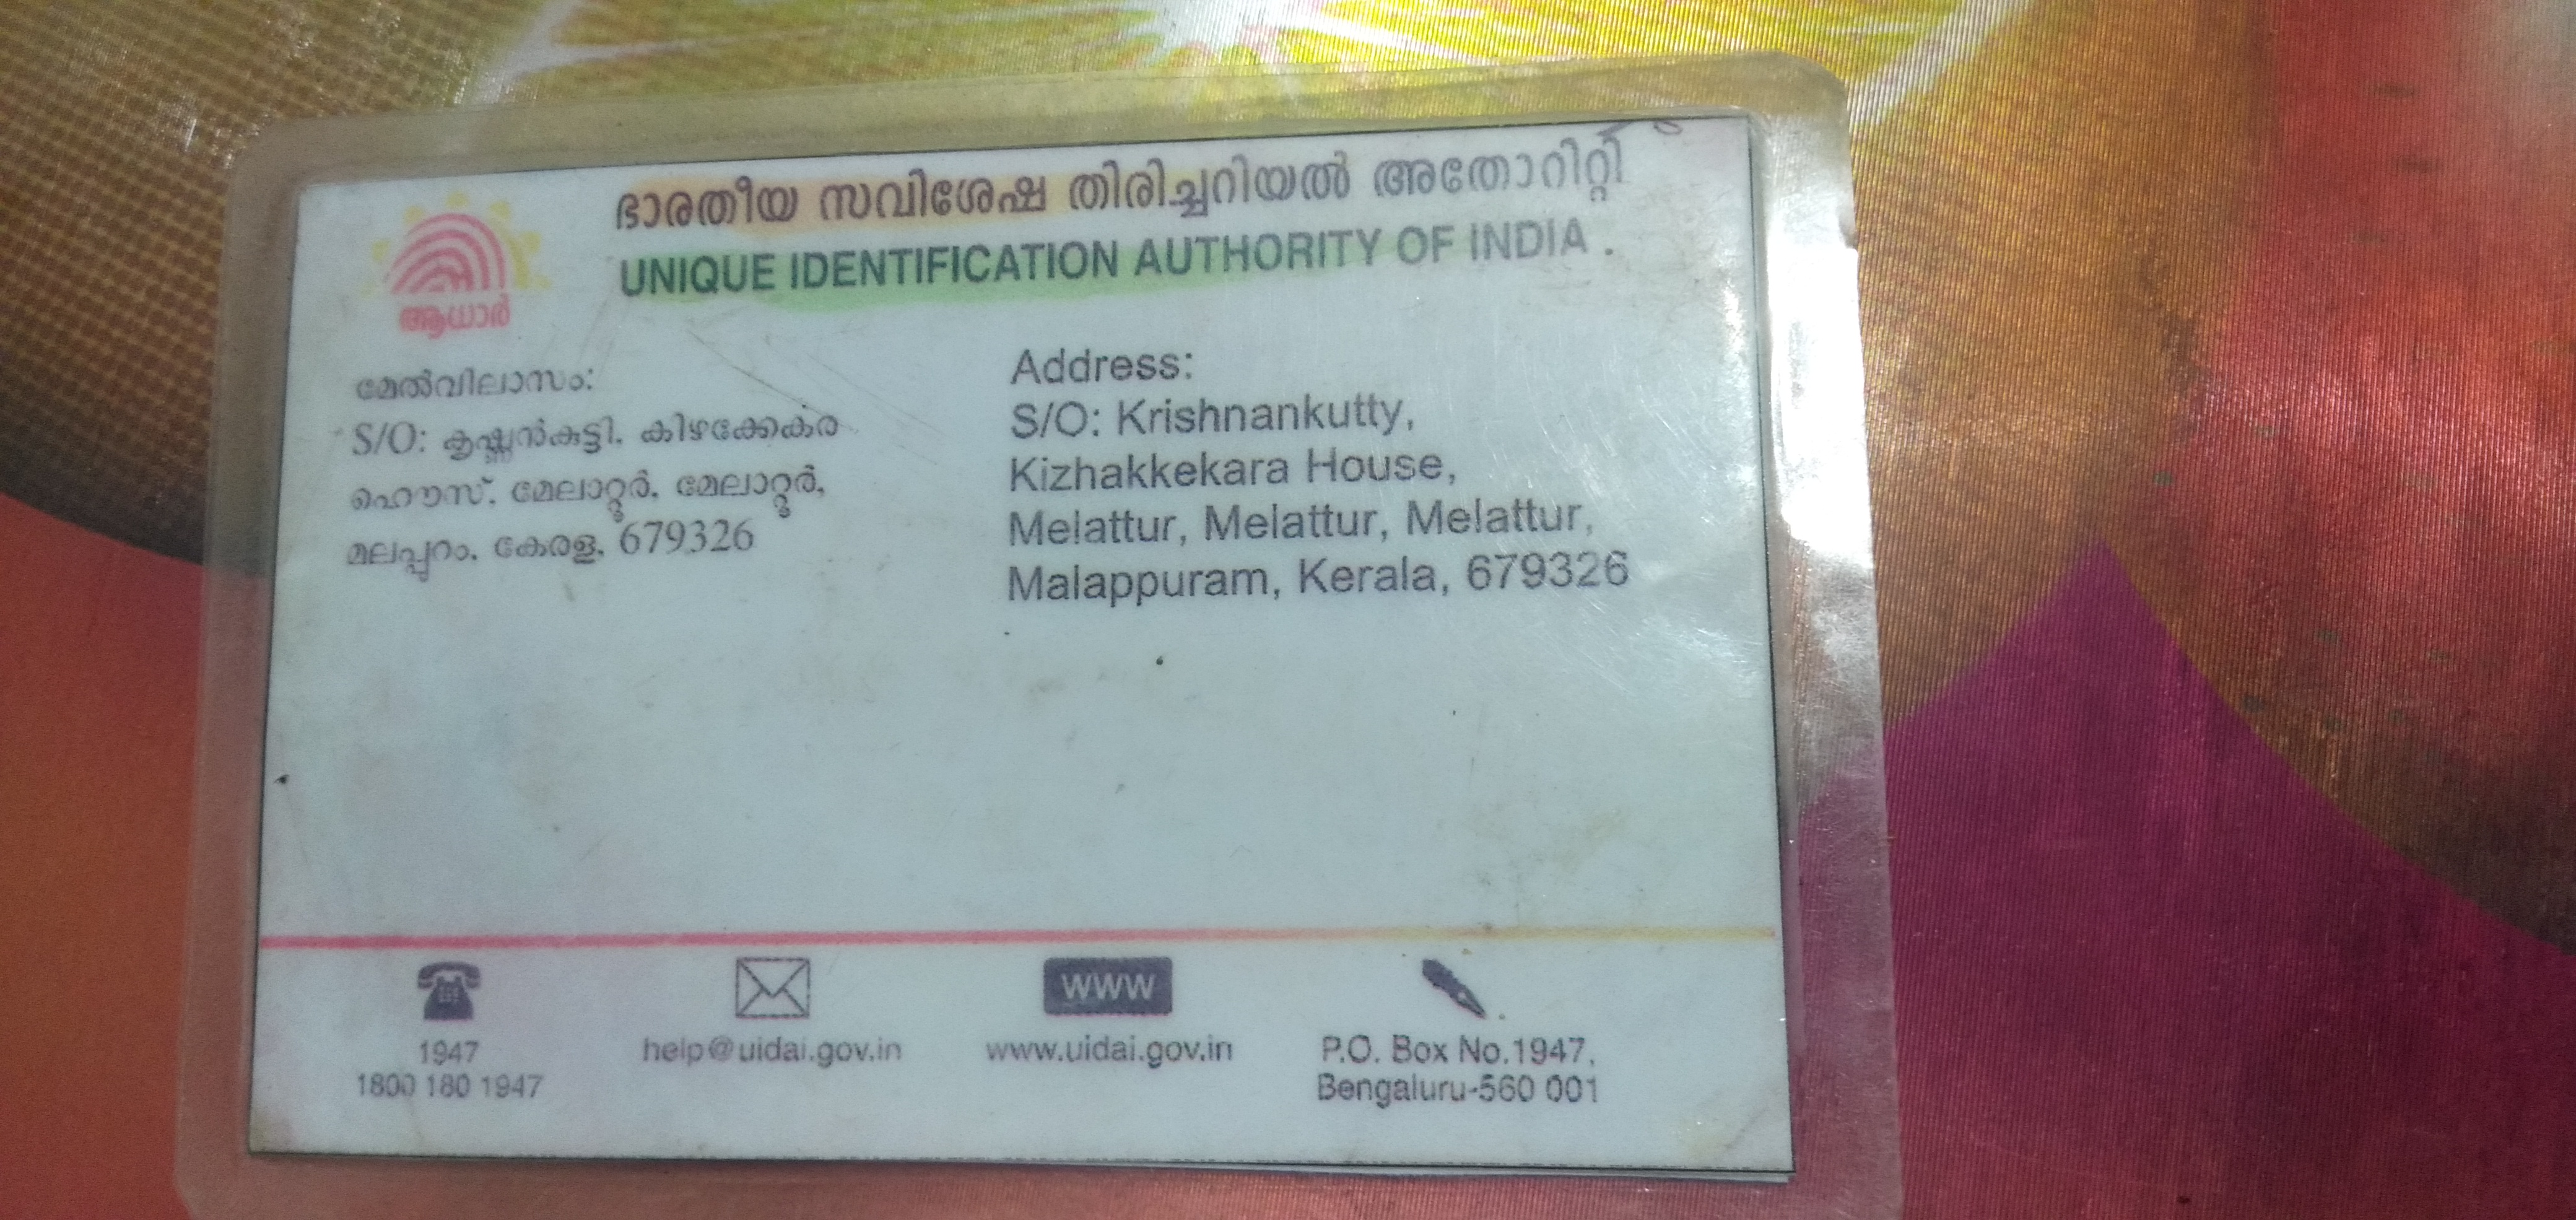 ഭാരതീയ സവിശേഷ തിരിച്ചറിയൽ അതോറിറ്റി
UNIQUE IDENTIFICATION AUTHORITY OF INDIA .
ആധാർ
മേൽവിലാസം:
S/O: കൃഷ്ണൻകുട്ടി, കിഴക്കേകര
ഹൌസ്, മേലാറ്റൂർ, മേലാറ്റൂർ,
മലപ്പുറം, കേരള, 679326
Address:
S/O: Krishnankutty,
Kizhakkekara House,
Melattur, Melattur, Melattur,
Malappuram, Kerala, 679326
WWW
1947
1800 180 1947
help@uidai.gov.in
www.uidai.gov.in
P.O. Box No.1947,
Bengaluru-560 001